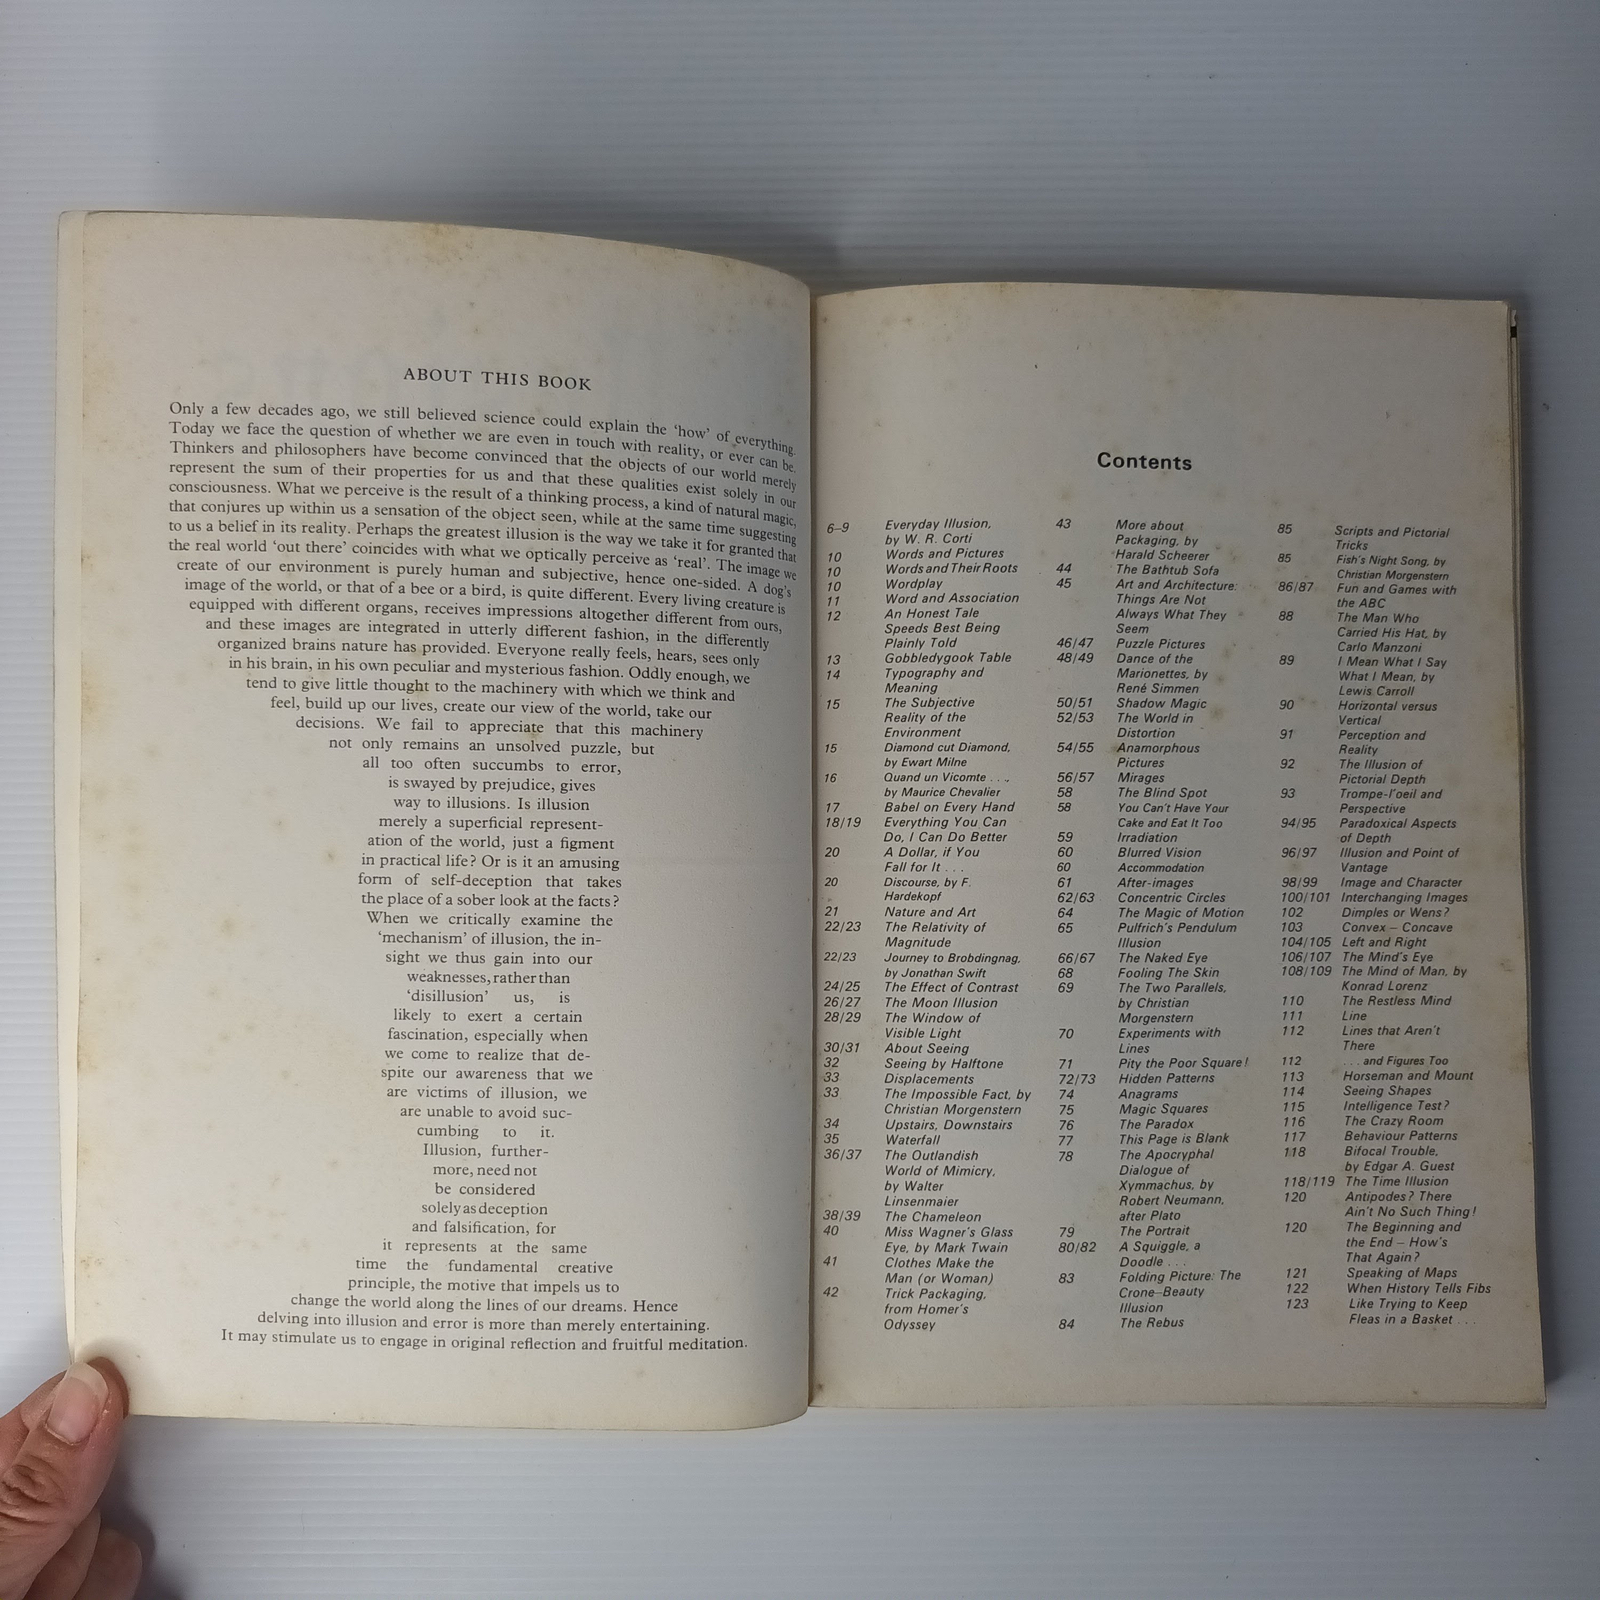 ABOUT THIS BOOK
Only a few decades ago, we still believed science could explain the ‘how’ of everything.
Today we face the question of whether we are even in touch with reality, or ever can be.
Thinkers and philosophers have become convinced that the objects of our world merely
represent the sum of their properties for us and that these qualities exist solely in our
consciousness. What we perceive is the result of a thinking process, a kind of natural magic,
that conjures up within us a sensation of the object seen, while at the same time suggesting
to us a belief in its reality. Perhaps the greatest illusion is the way we take it for granted that
the real world ‘out there’ coincides with what we optically perceive as ‘real’. The image we
create of our environment is purely human and subjective, hence one-sided. A dog's
image of the world, or that of a bee or a bird, is quite different. Every living creature is
equipped with different organs, receives impressions altogether different from ours,
and these images are integrated in utterly different fashion, in the differently
organized brains nature has provided. Everyone really feels, hears, sees only
in his brain, in his own peculiar and mysterious fashion. Oddly enough, we
tend to give little thought to the machinery with which we think and
feel, build up our lives, create our view of the world, take our
decisions. We fail to appreciate that this machinery
not only remains an unsolved puzzle, but
all too often succumbs to error,
is swayed by prejudice, gives
way to illusions. Is illusion
merely a superficial represent-
ation of the world, just a figment
in practical life? Or is it an amusing
form of self-deception that takes
the place of a sober look at the facts?
When we critically examine the
‘mechanism’ of illusion, the in-
sight we thus gain into our
weaknesses, rather than
‘disillusion’ us, is
likely to exert a certain
fascination, especially when
we come to realize that de-
spite our awareness that we
are victims of illusion, we
are unable to avoid suc-
cumbing to it.
Illusion, further-
more, need not
be considered
solely as deception
and falsification, for
it represents at the same
time the fundamental creative
principle, the motive that impels us to
change the world along the lines of our dreams. Hence
delving into illusion and error is more than merely entertaining.
It may stimulate us to engage in original reflection and fruitful meditation.
Contents
6–9 Everyday Illusion,
by W. R. Corti
10 Words and Pictures
10 Words and Their Roots
10 Wordplay
11 Word and Association
12 An Honest Tale
Speeds Best Being
Plainly Told
13 Gobbledygook Table
14 Typography and
Meaning
15 The Subjective
Reality of the
Environment
15 Diamond cut Diamond,
by Ewart Milne
16 Quand un Vicomte . . .,
by Maurice Chevalier
17 Babel on Every Hand
18/19 Everything You Can
Do, I Can Do Better
20 A Dollar, if You
Fall for It . . .
20 Discourse, by F.
Hardekopf
21 Nature and Art
22/23 The Relativity of
Magnitude
22/23 Journey to Brobdingnag,
by Jonathan Swift
24/25 The Effect of Contrast
26/27 The Moon Illusion
28/29 The Window of
Visible Light
30/31 About Seeing
32 Seeing by Halftone
33 Displacements
33 The Impossible Fact, by
Christian Morgenstern
34 Upstairs, Downstairs
35 Waterfall
36/37 The Outlandish
World of Mimicry,
by Walter
Linsenmaier
38/39 The Chameleon
40 Miss Wagner's Glass
Eye, by Mark Twain
41 Clothes Make the
Man (or Woman)
42 Trick Packaging,
from Homer's
Odyssey
43 More about
Packaging, by
Harald Scheerer
44 The Bathtub Sofa
45 Art and Architecture:
Things Are Not
Always What They
Seem
46/47 Puzzle Pictures
48/49 Dance of the
Marionettes, by
René Simmen
50/51 Shadow Magic
52/53 The World in
Distortion
54/55 Anamorphous
Pictures
56/57 Mirages
58 The Blind Spot
58 You Can't Have Your
Cake and Eat It Too
59 Irradiation
60 Blurred Vision
60 Accommodation
61 After-images
62/63 Concentric Circles
64 The Magic of Motion
65 Pulfrich's Pendulum
Illusion
66/67 The Naked Eye
68 Fooling The Skin
69 The Two Parallels,
by Christian
Morgenstern
70 Experiments with
Lines
71 Pity the Poor Square!
72/73 Hidden Patterns
74 Anagrams
75 Magic Squares
76 The Paradox
77 This Page is Blank
78 The Apocryphal
Dialogue of
Xymmachus, by
Robert Neumann,
after Plato
79 The Portrait
80/82 A Squiggle, a
Doodle . . .
83 Folding Picture: The
Crone–Beauty
Illusion
84 The Rebus
85 Scripts and Pictorial
Tricks
85 Fish's Night Song, by
Christian Morgenstern
86/87 Fun and Games with
the ABC
88 The Man Who
Carried His Hat, by
Carlo Manzoni
89 I Mean What I Say
What I Mean, by
Lewis Carroll
90 Horizontal versus
Vertical
91 Perception and
Reality
92 The Illusion of
Pictorial Depth
93 Trompe-l'oeil and
Perspective
94/95 Paradoxical Aspects
of Depth
96/97 Illusion and Point of
Vantage
98/99 Image and Character
100/101 Interchanging Images
102 Dimples or Wens?
103 Convex – Concave
104/105 Left and Right
106/107 The Mind's Eye
108/109 The Mind of Man, by
Konrad Lorenz
110 The Restless Mind
111 Line
112 Lines that Aren't
There
112 . . . and Figures Too
113 Horseman and Mount
114 Seeing Shapes
115 Intelligence Test?
116 The Crazy Room
117 Behaviour Patterns
118 Bifocal Trouble,
by Edgar A. Guest
118/119 The Time Illusion
120 Antipodes? There
Ain't No Such Thing!
120 The Beginning and
the End – How's
That Again?
121 Speaking of Maps
122 When History Tells Fibs
123 Like Trying to Keep
Fleas in a Basket . . .